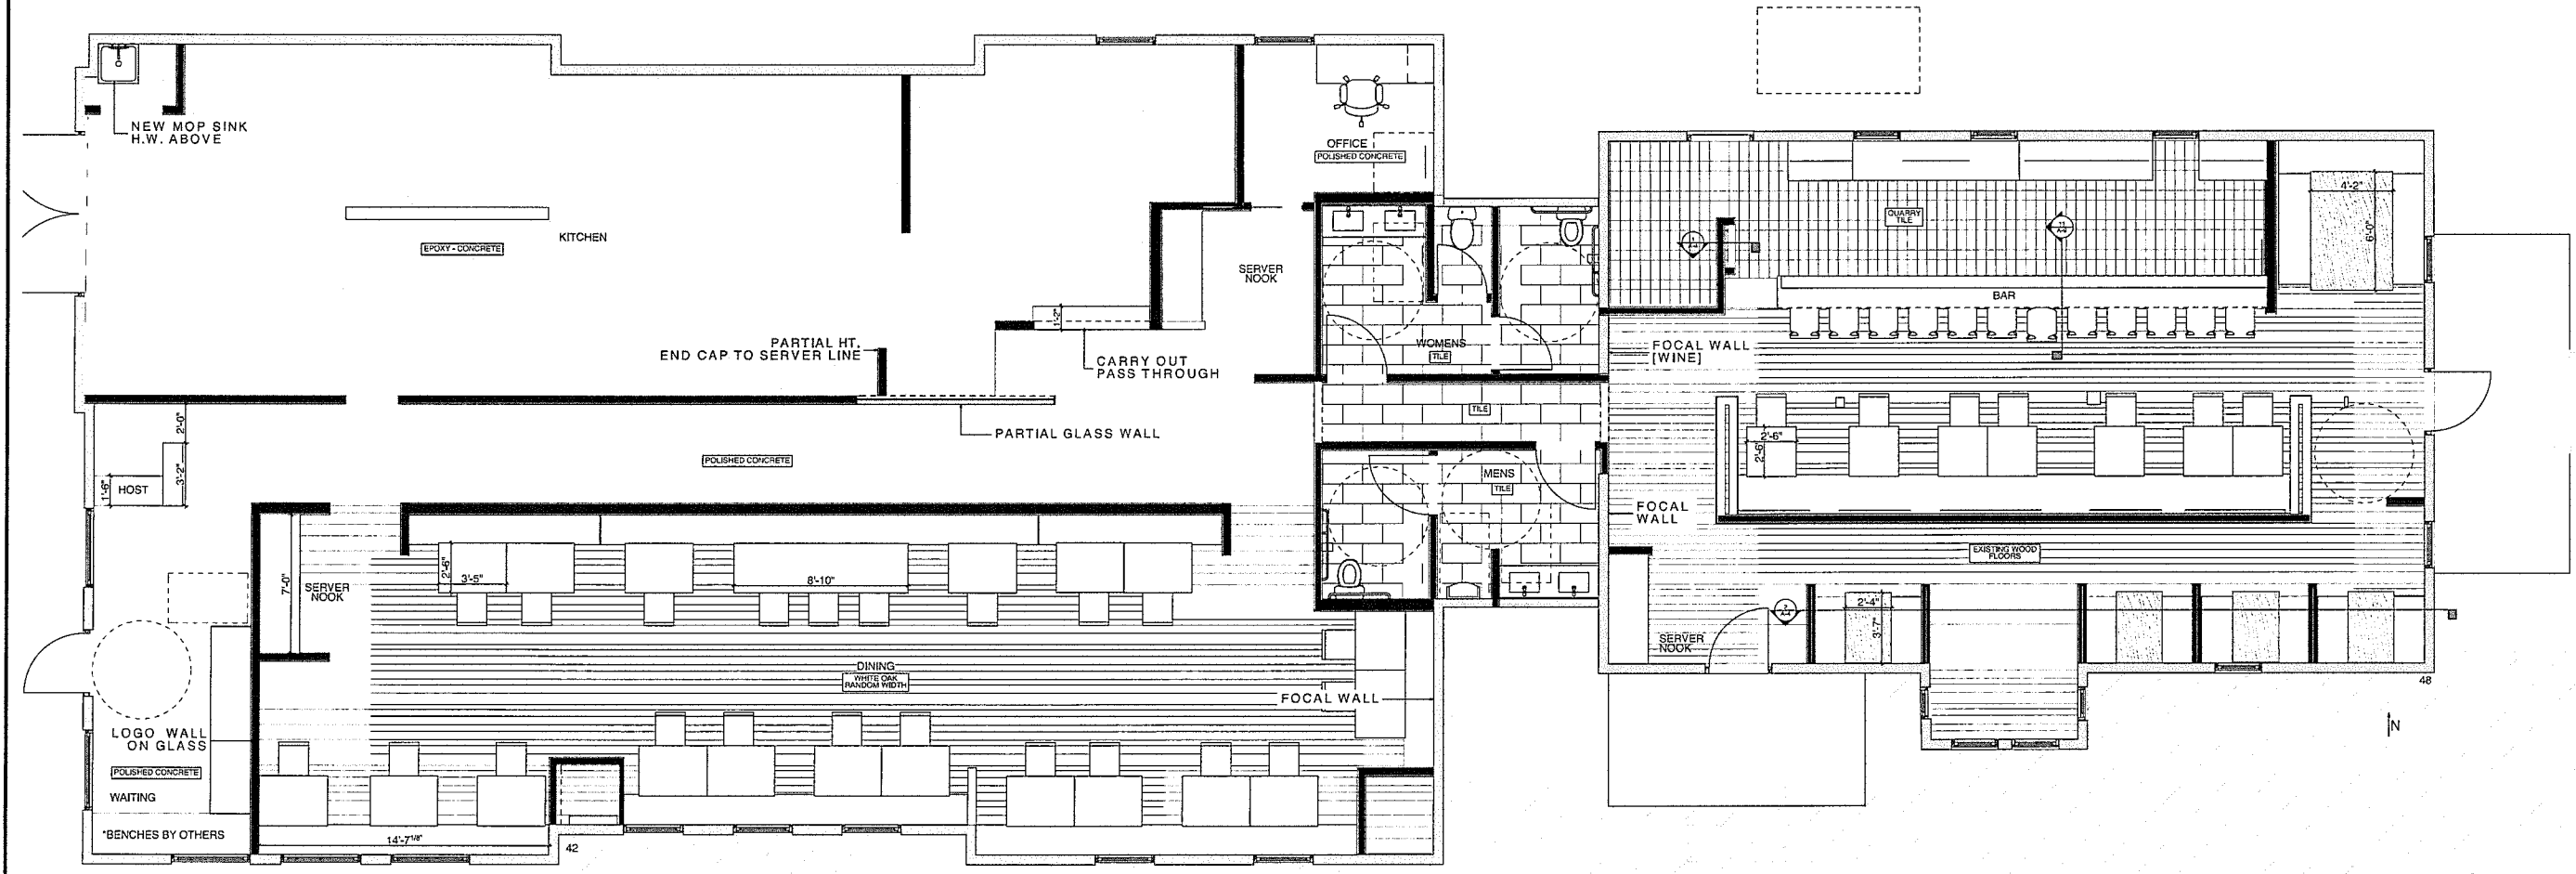 NEW MOP SINK
H.W. ABOVE
EPOXY - CONCRETE
KITCHEN
OFFICE
POLISHED CONCRETE
SERVER
NOOK
1'-2"
PARTIAL HT.
END CAP TO SERVER LINE
CARRY OUT
PASS THROUGH
PARTIAL GLASS WALL
POLISHED CONCRETE
2'-0"
3'-2"
1'-6"
HOST
WOMENS
TILE
TILE
MENS
TILE
QUARRY
TILE
BAR
4'-2"
6'-0"
FOCAL WALL
[WINE]
2'-6"
2'-6"
FOCAL
WALL
EXISTING WOOD
FLOORS
SERVER
NOOK
2'-4"
3'-7"
48
N
7'-0"
SERVER
NOOK
2'-6"
3'-5"
8'-10"
DINING
WHITE OAK
RANDOM WIDTH
FOCAL WALL
LOGO WALL
ON GLASS
POLISHED CONCRETE
WAITING
*BENCHES BY OTHERS
14'-7 1/8"
42